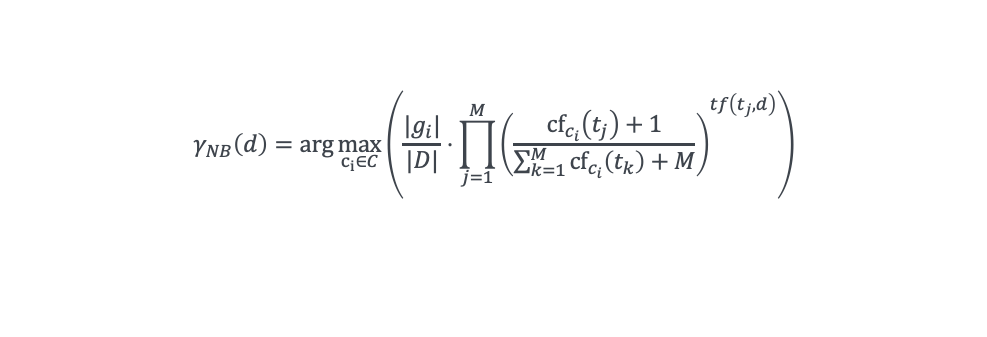 γ_NB(d) = arg max_{c_i∈C} ( |g_i| / |D| · ∏_{j=1}^{M} ( (cf_{c_i}(t_j) + 1) / (∑_{k=1}^{M} cf_{c_i}(t_k) + M) )^{tf(t_j,d)} )